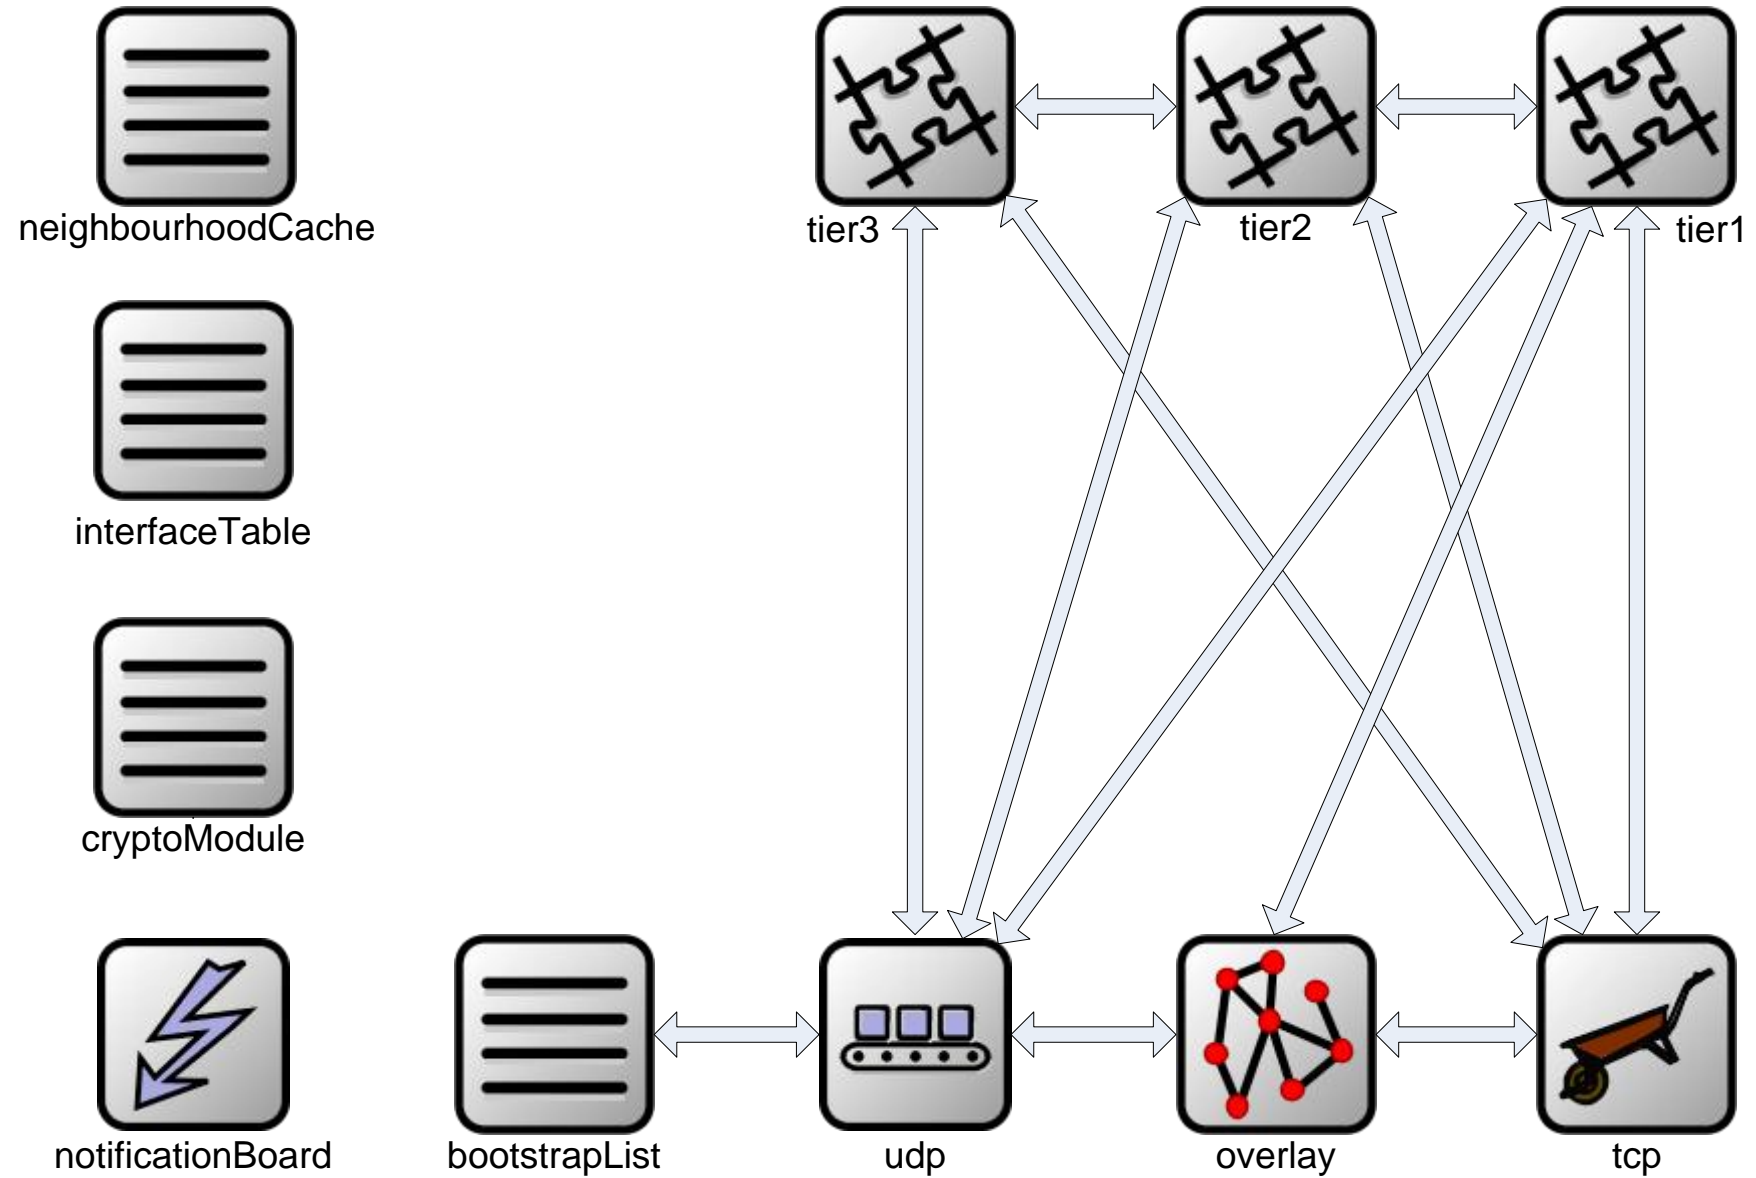 neighbourhoodCache
tier3
tier2
tier1
interfaceTable
cryptoModule
notificationBoard
bootstrapList
udp
overlay
tcp